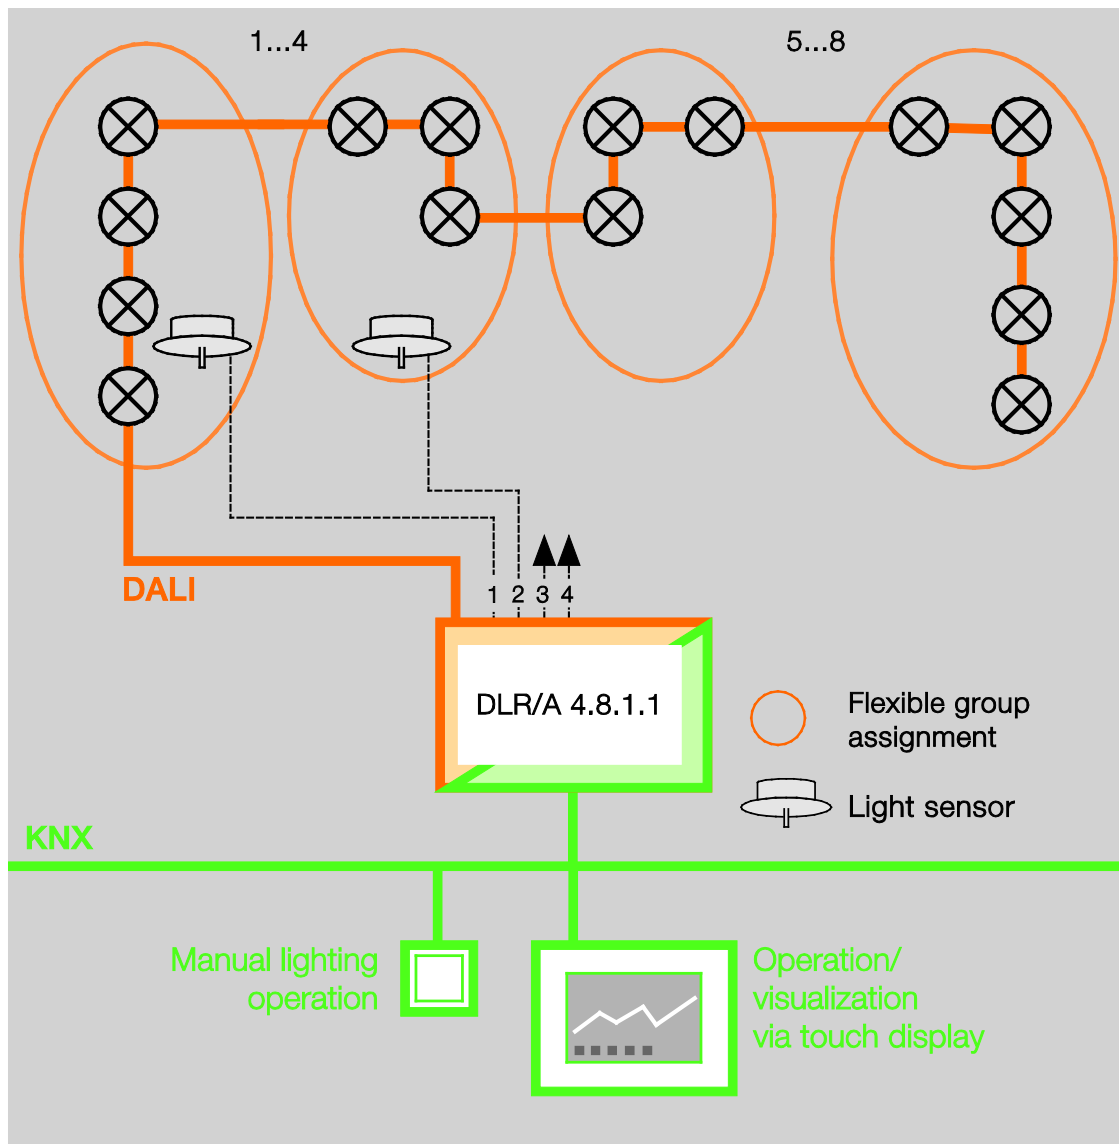 1...4
5...8
DALI
1 2 3 4
DLR/A 4.8.1.1
Flexible group
assignment
Light sensor
KNX
Manual lighting
operation
Operation/
visualization
via touch display